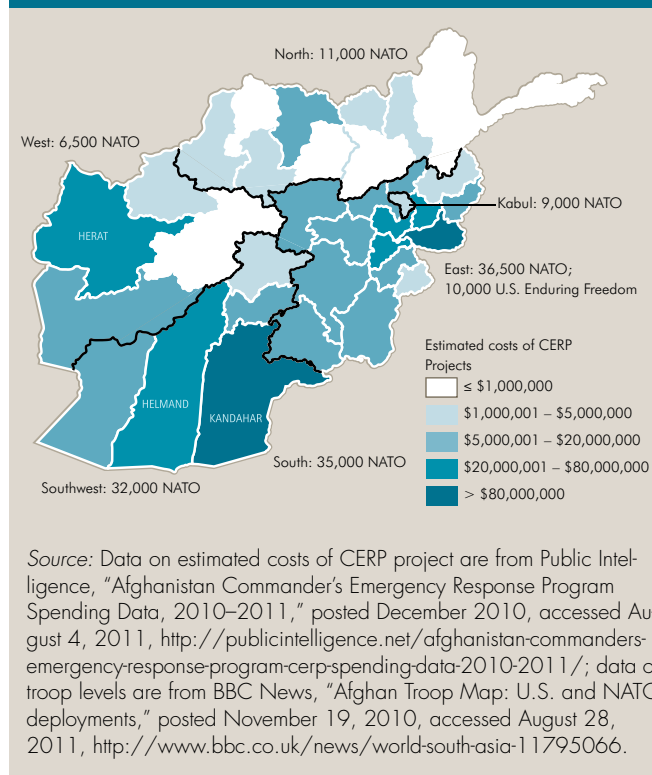 North: 11,000 NATO
West: 6,500 NATO
Kabul: 9,000 NATO
HERAT
East: 36,500 NATO;
10,000 U.S. Enduring Freedom
Estimated costs of CERP
Projects
≤ $1,000,000
$1,000,001 – $5,000,000
$5,000,001 – $20,000,000
$20,000,001 – $80,000,000
> $80,000,000
HELMAND
KANDAHAR
South: 35,000 NATO
Southwest: 32,000 NATO
Source: Data on estimated costs of CERP project are from Public Intel-
ligence, “Afghanistan Commander’s Emergency Response Program
Spending Data, 2010–2011,” posted December 2010, accessed Au-
gust 4, 2011, http://publicintelligence.net/afghanistan-commanders-
emergency-response-program-cerp-spending-data-2010-2011/; data o
troop levels are from BBC News, “Afghan Troop Map: U.S. and NATO
deployments,” posted November 19, 2010, accessed August 28,
2011, http://www.bbc.co.uk/news/world-south-asia-11795066.